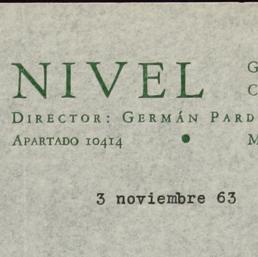 NIVEL
DIRECTOR: GERMÁN PARD
APARTADO 10414 •
3 noviembre 63